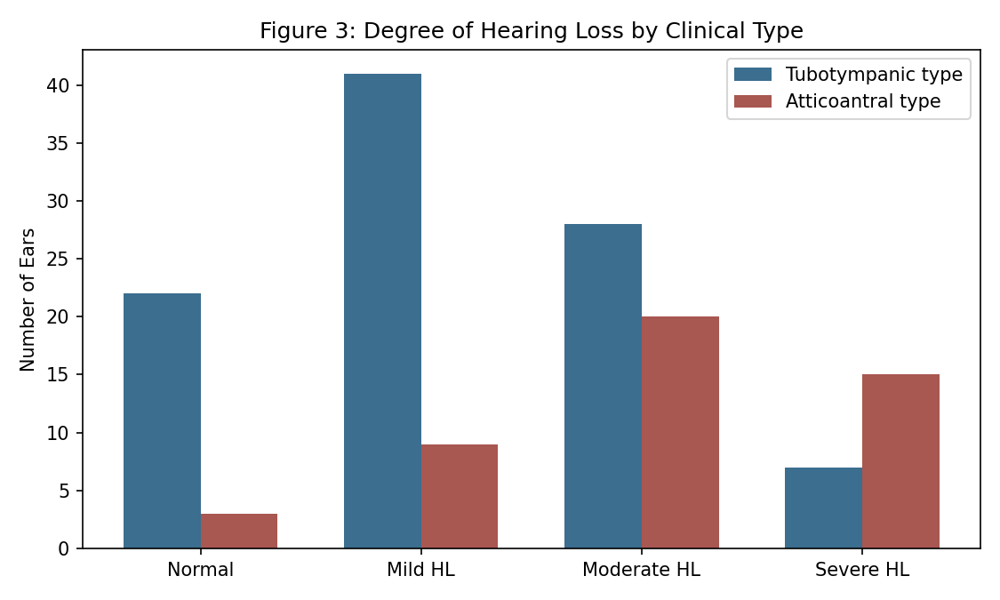 Figure 3: Degree of Hearing Loss by Clinical Type
Tubotympanic type
Atticoantral type
Number of Ears
40
35
30
25
20
15
10
5
0
Normal
Mild HL
Moderate HL
Severe HL